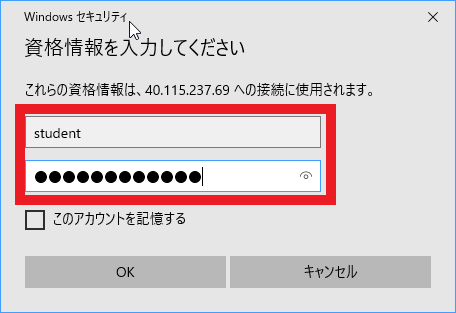 Windows セキュリティ
資格情報を入力してください
これらの資格情報は、40.115.237.69 への接続に使用されます。
student
●●●●●●●●●●●●
このアカウントを記憶する
OK
キャンセル